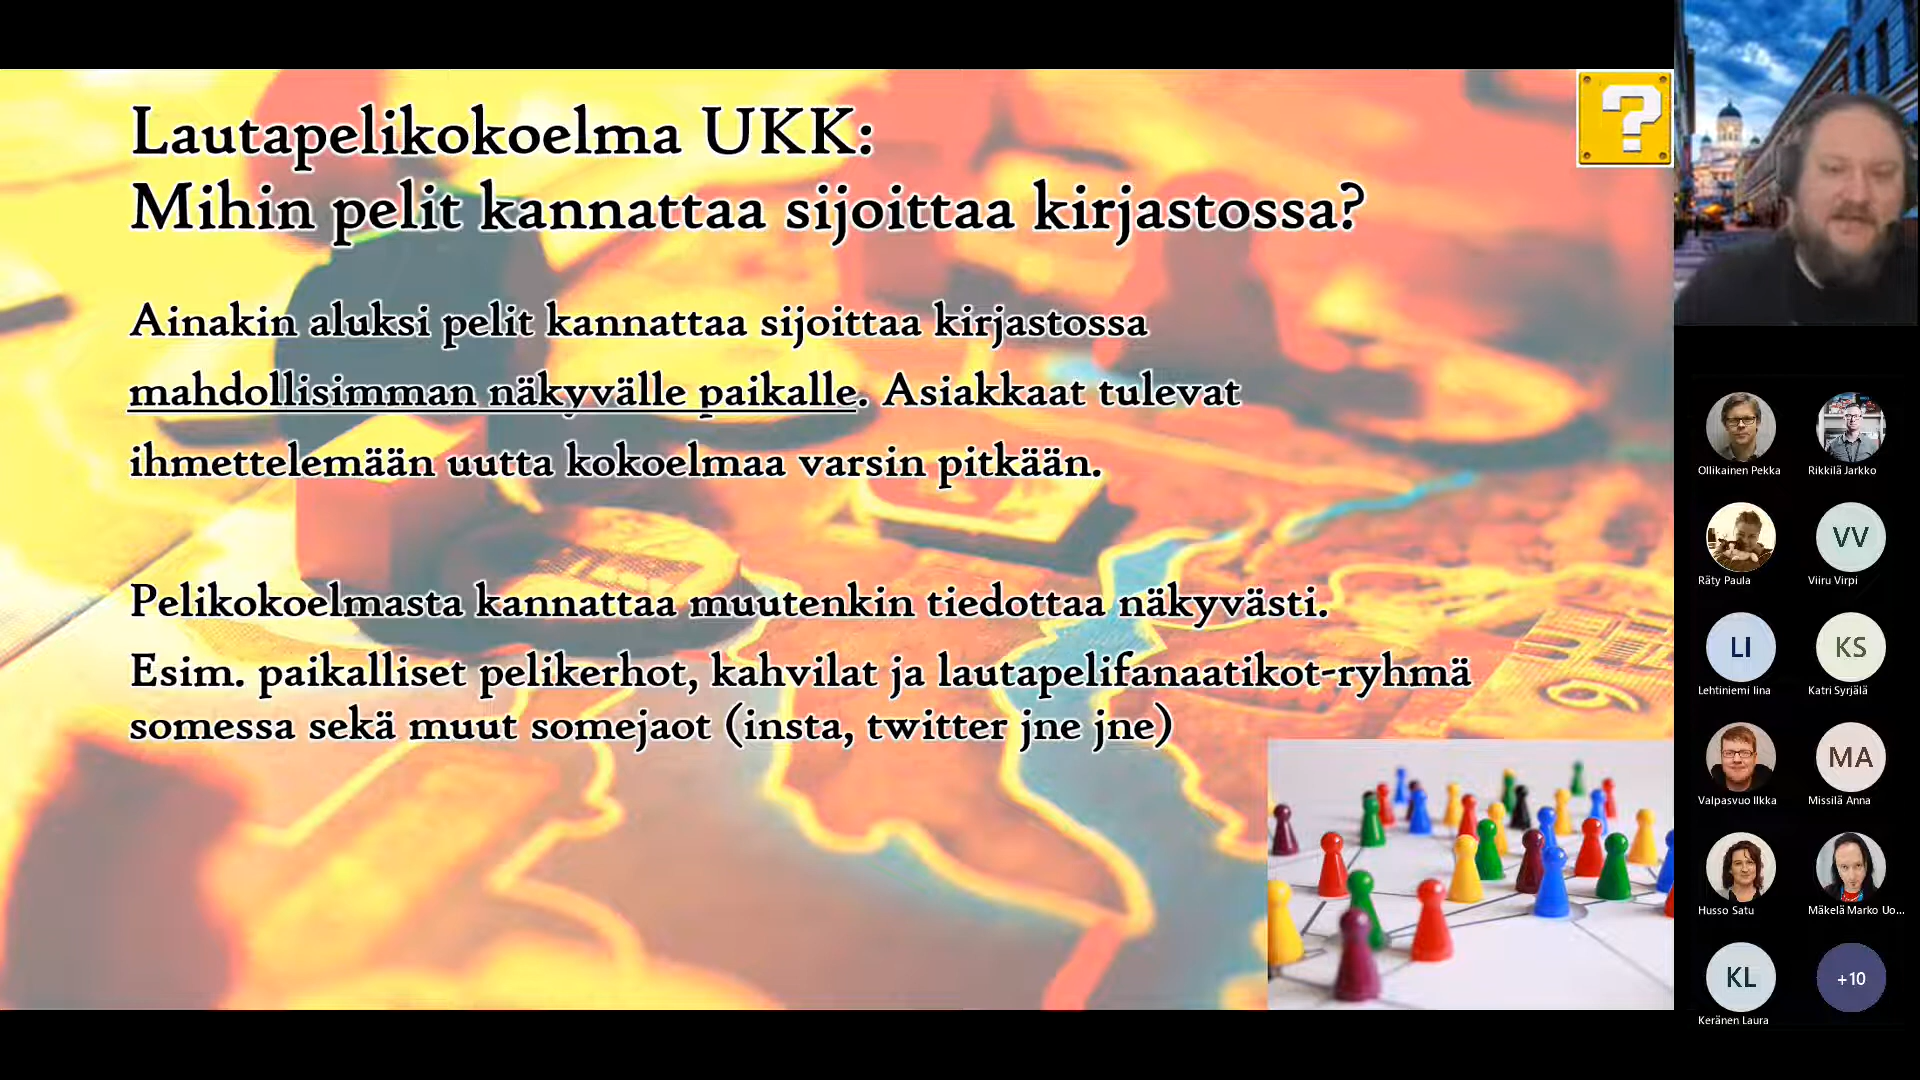 Lautapelikokoelma UKK:
Mihin pelit kannattaa sijoittaa kirjastossa?
Ainakin aluksi pelit kannattaa sijoittaa kirjastossa
mahdollisimman näkyvälle paikalle. Asiakkaat tulevat
ihmettelemään uutta kokoelmaa varsin pitkään.
Pelikokoelmasta kannattaa muutenkin tiedottaa näkyvästi.
Esim. paikalliset pelikerhot, kahvilat ja lautapelifanaatikot-ryhmä
somessa sekä muut somejaot (insta, twitter jne jne)
?
Ollikainen Pekka
Rikkilä Jarkko
Räty Paula
VV
Viiru Virpi
LI
Lehtiniemi Iina
KS
Katri Syrjälä
Valpasvuo Ilkka
MA
Missilä Anna
Husso Satu
Mäkelä Marko Uo...
KL
Keränen Laura
+10